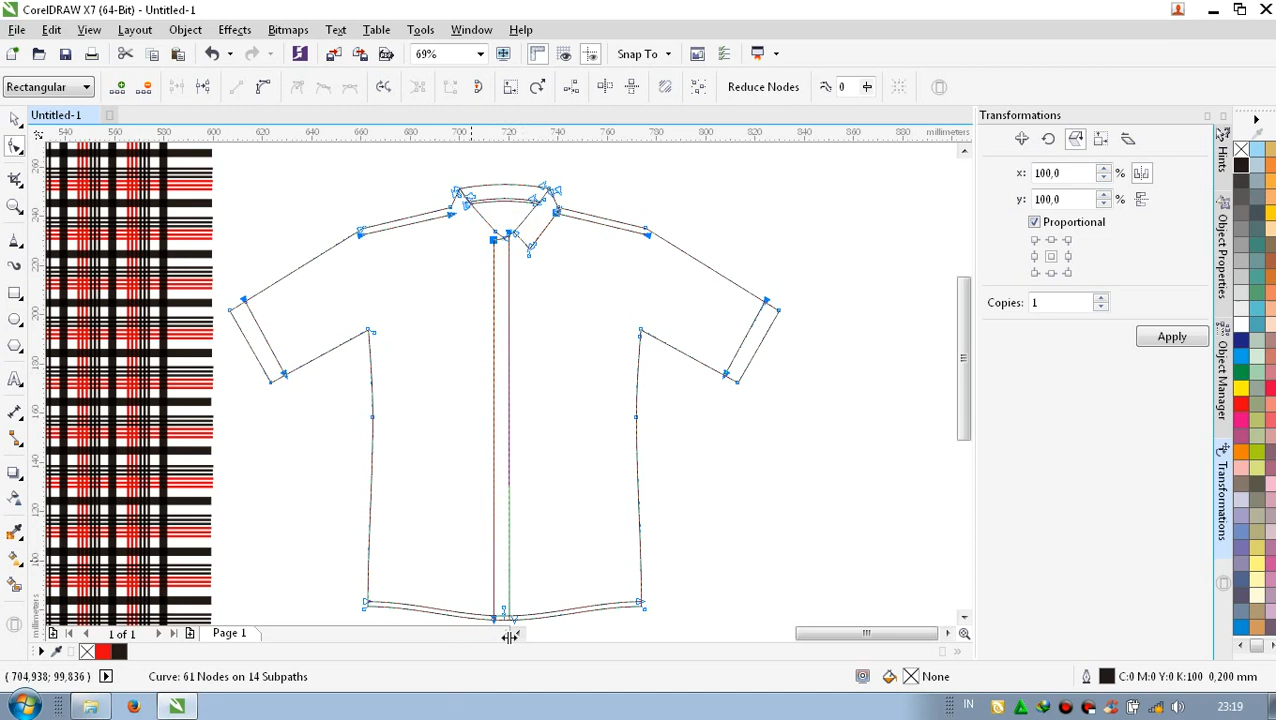 CorelDRAW X7 (64-Bit) - Untitled-1
File Edit View Layout Object Effects Bitmaps Text Table Tools Window Help
69% Snap To
Rectangular Reduce Nodes 0
Untitled-1
540 560 580 600 620 640 660 680 700 720 740 760 780 800 820 840 860 880 millimeters
Transformations
x: 100,0 %
y: 100,0 %
Proportional
Copies: 1
Apply
Hints
Object Properties
Object Manager
Transformations
millimeters
1 of 1 Page 1
( 704,938; 99,836 ) Curve: 61 Nodes on 14 Subpaths None C:0 M:0 Y:0 K:100 0,200 mm
IN 23:19